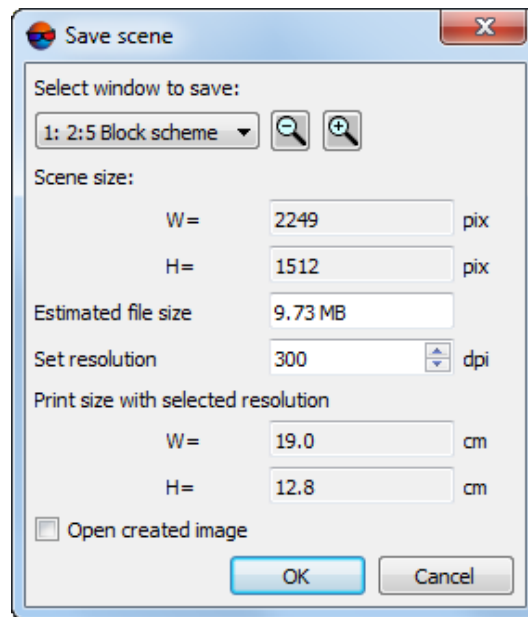 Save scene
Select window to save:
1: 2:5 Block scheme
Scene size:
W= 2249 pix
H= 1512 pix
Estimated file size 9.73 MB
Set resolution 300 dpi
Print size with selected resolution
W= 19.0 cm
H= 12.8 cm
Open created image
OK Cancel